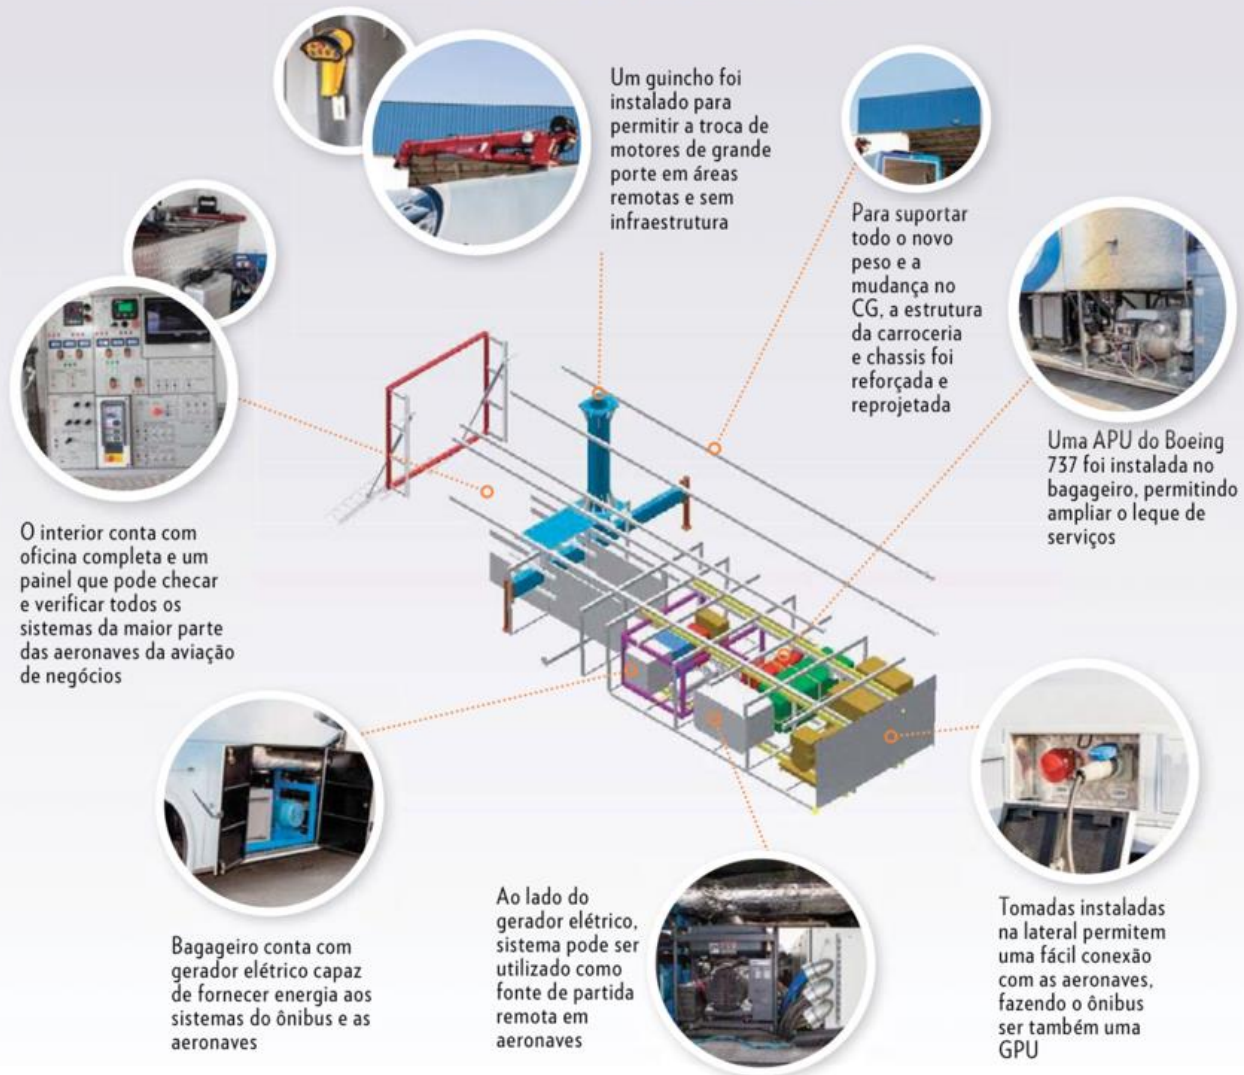 Um guincho foi
instalado para
permitir a troca de
motores de grande
porte em áreas
remotas e sem
infraestrutura
Para suportar
todo o novo
peso e a
mudança no
CG, a estrutura
da carroceria
e chassis foi
reforçada e
reprojetada
Uma APU do Boeing
737 foi instalada no
bagageiro, permitindo
ampliar o leque de
serviços
O interior conta com
oficina completa e um
painel que pode checar
e verificar todos os
sistemas da maior parte
das aeronaves da aviação
de negócios
Bagageiro conta com
gerador elétrico capaz
de fornecer energia aos
sistemas do ônibus e as
aeronaves
Ao lado do
gerador elétrico,
sistema pode ser
utilizado como
fonte de partida
remota em
aeronaves
Tomadas instaladas
na lateral permitem
uma fácil conexão
com as aeronaves,
fazendo o ônibus
ser também uma
GPU